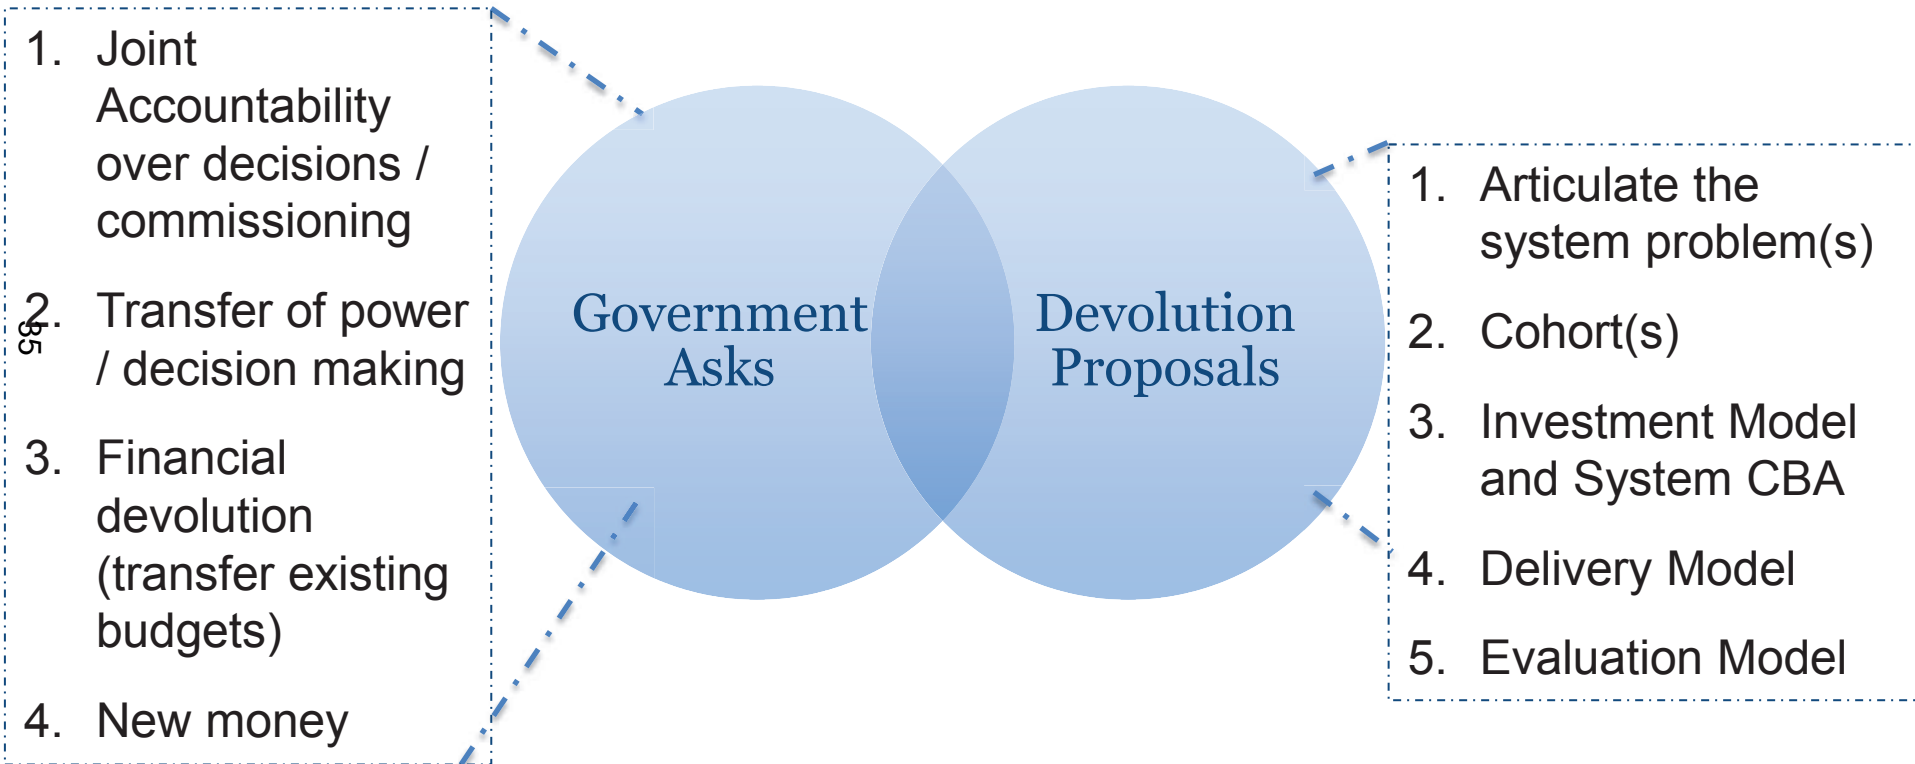 1. Joint
Accountability
over decisions /
commissioning
2. Transfer of power
/ decision making
3. Financial
devolution
(transfer existing
budgets)
4. New money
35
Government
Asks
Devolution
Proposals
1. Articulate the
system problem(s)
2. Cohort(s)
3. Investment Model
and System CBA
4. Delivery Model
5. Evaluation Model